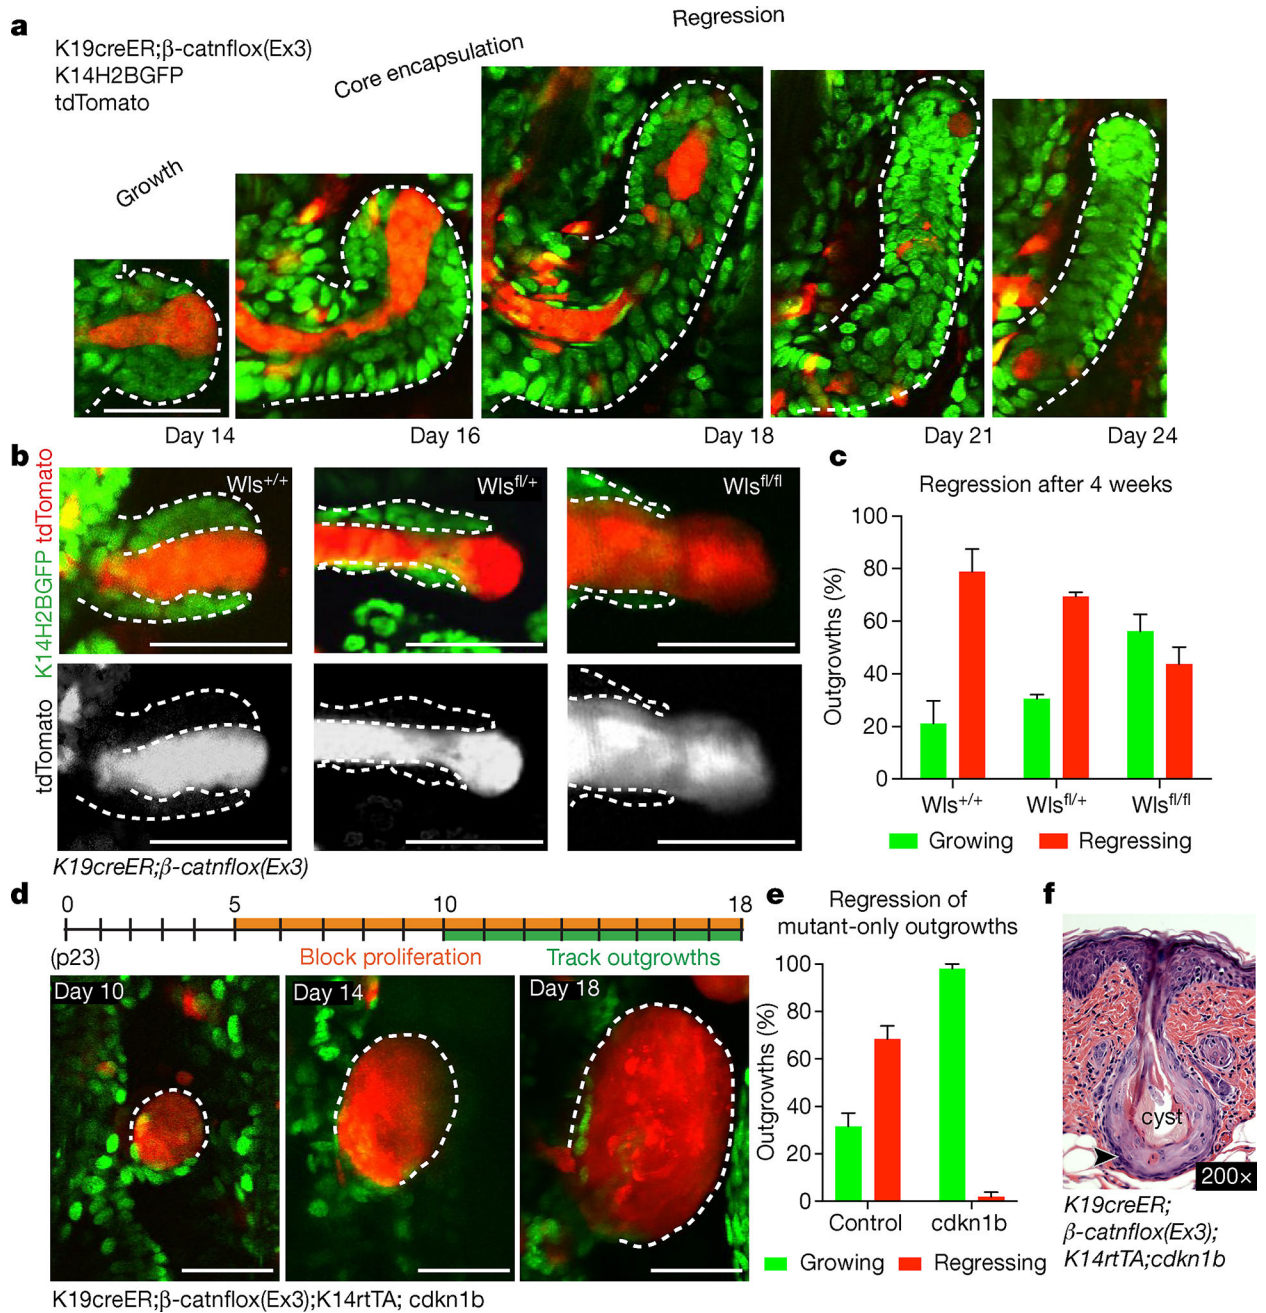 a
K19creER;β-catnflox(Ex3)
K14H2BGFP
tdTomato
Growth
Core encapsulation
Regression
Day 14
Day 16
Day 18
Day 21
Day 24
b
K14H2BGFP tdTomato
tdTomato
Wls+/+
Wlsfl/+
Wlsfl/fl
K19creER;β-catnflox(Ex3)
c
Regression after 4 weeks
Outgrowths (%)
100
80
60
40
20
0
Wls+/+
Wlsfl/+
Wlsfl/fl
Growing
Regressing
d
0
5
10
18
(p23)
Block proliferation
Track outgrowths
Day 10
Day 14
Day 18
K19creER;β-catnflox(Ex3);K14rtTA; cdkn1b
e
Regression of
mutant-only outgrowths
Outgrowths (%)
100
80
60
40
20
0
Control
cdkn1b
Growing
Regressing
f
cyst
200×
K19creER;
β-catnflox(Ex3);
K14rtTA;cdkn1b